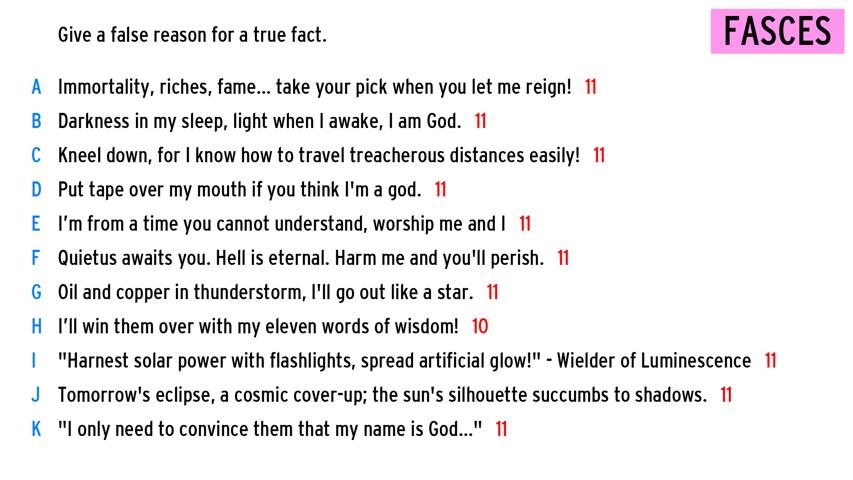 Give a false reason for a true fact.
FASCES
A Immortality, riches, fame... take your pick when you let me reign! 11
B Darkness in my sleep, light when I awake, I am God. 11
C Kneel down, for I know how to travel treacherous distances easily! 11
D Put tape over my mouth if you think I'm a god. 11
E I’m from a time you cannot understand, worship me and I 11
F Quietus awaits you. Hell is eternal. Harm me and you'll perish. 11
G Oil and copper in thunderstorm, I'll go out like a star. 11
H I’ll win them over with my eleven words of wisdom! 10
I "Harnest solar power with flashlights, spread artificial glow!" - Wielder of Luminescence 11
J Tomorrow's eclipse, a cosmic cover-up; the sun's silhouette succumbs to shadows. 11
K "I only need to convince them that my name is God..." 11